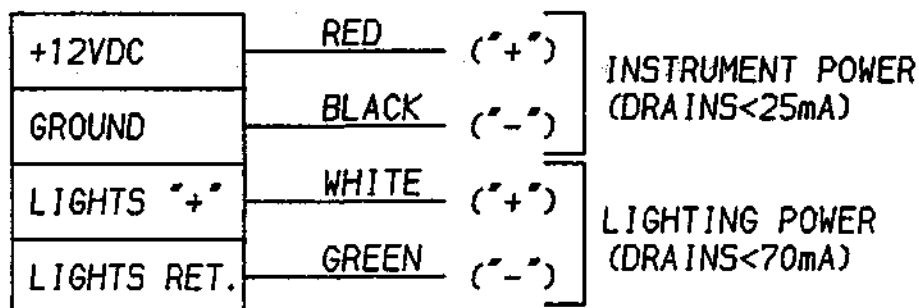 +12VDC RED ("+")
INSTRUMENT POWER
(DRAINS<25mA)
GROUND BLACK ("-")
LIGHTS "+" WHITE ("+")
LIGHTING POWER
(DRAINS<70mA)
LIGHTS RET. GREEN ("-")